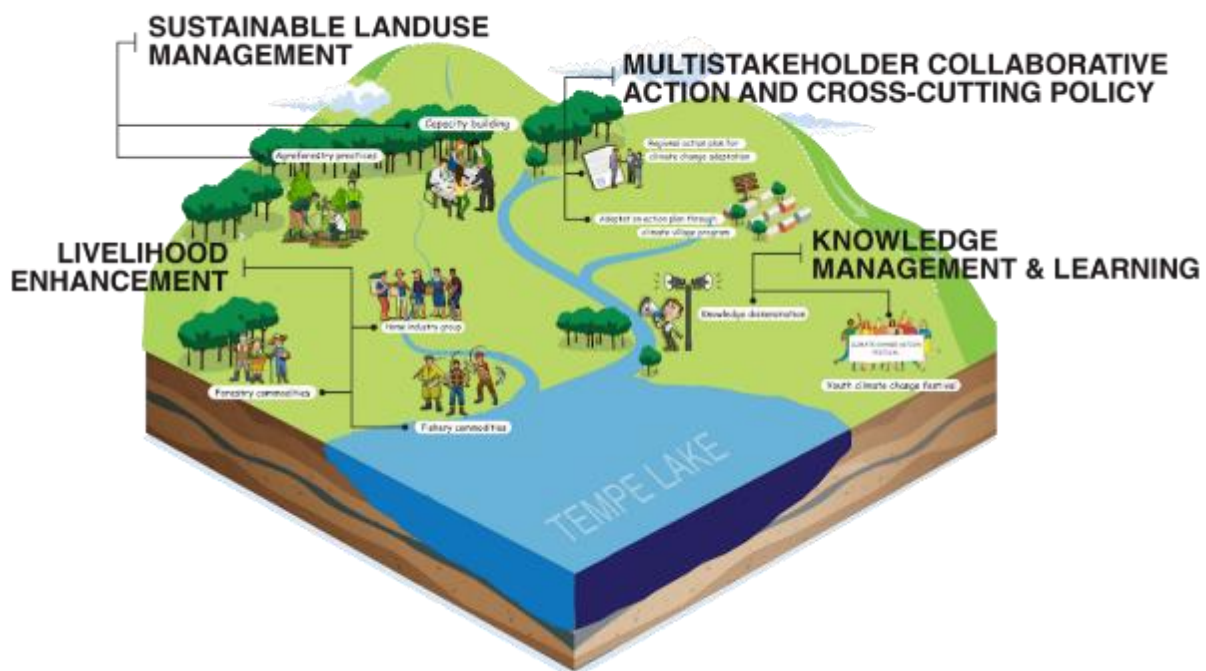 SUSTAINABLE LANDUSE
MANAGEMENT
Capacity building
Agroforestry practices
MULTISTAKEHOLDER COLLABORATIVE
ACTION AND CROSS-CUTTING POLICY
Regional action plan for
climate change adaptation
action plan through
climate village program
LIVELIHOOD
ENHANCEMENT
Home industry group
Forestry commodities
Fishery commodities
KNOWLEDGE
MANAGEMENT & LEARNING
Knowledge dissemination
Youth climate change festival
TEMPE LAKE